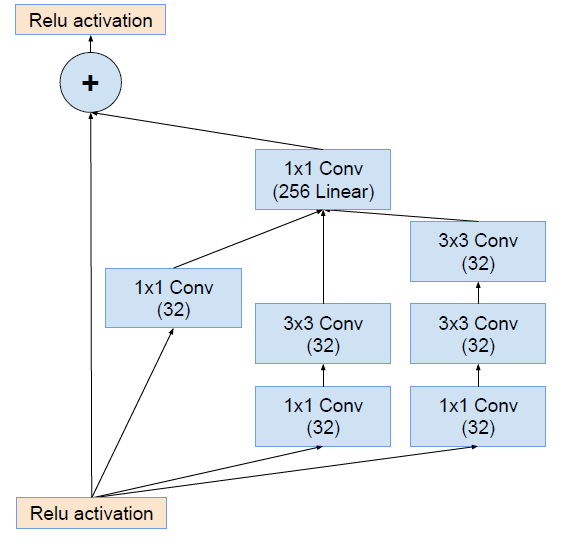 Relu activation
+
1x1 Conv
(256 Linear)
3x3 Conv
(32)
1x1 Conv
(32)
3x3 Conv
(32)
3x3 Conv
(32)
1x1 Conv
(32)
1x1 Conv
(32)
Relu activation